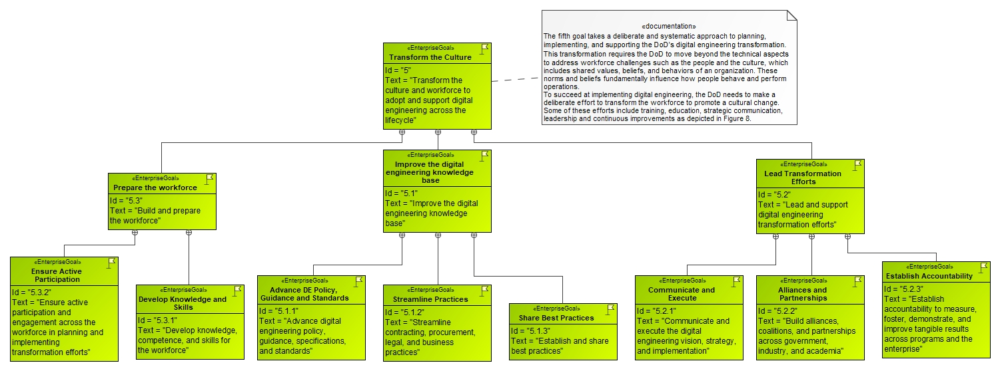 «documentation»
The fifth goal takes a deliberate and systematic approach to planning,
implementing, and supporting the DoD's digital engineering transformation.
This transformation requires the DoD to move beyond the technical aspects
to address workforce challenges such as the people and the culture, which
includes shared values, beliefs, and behaviors of an organization. These
norms and beliefs fundamentally influence how people behave and perform
operations.
To succeed at implementing digital engineering, the DoD needs to make a
deliberate effort to transform the workforce to promote a cultural change.
Some of these efforts include training, education, strategic communication,
leadership and continuous improvements as depicted in Figure 8.
«EnterpriseGoal»
Transform the Culture
Id = "5"
Text = "Transform the
culture and workforce to
adopt and support digital
engineering across the
lifecycle"
«EnterpriseGoal»
Prepare the workforce
Id = "5.3"
Text = "Build and prepare
the workforce"
«EnterpriseGoal»
Improve the digital
engineering knowledge
base
Id = "5.1"
Text = "Improve the digital
engineering knowledge
base"
«EnterpriseGoal»
Lead Transformation
Efforts
Id = "5.2"
Text = "Lead and support
digital engineering
transformation efforts"
«EnterpriseGoal»
Ensure Active
Participation
Id = "5.3.2"
Text = "Ensure active
participation and
engagement across the
workforce in planning and
implementing
transformation efforts"
«EnterpriseGoal»
Develop Knowledge and
Skills
Id = "5.3.1"
Text = "Develop knowledge,
competence, and skills for
the workforce"
«EnterpriseGoal»
Advance DE Policy,
Guidance and Standards
Id = "5.1.1"
Text = "Advance digital
engineering policy,
guidance, specifications,
and standards"
«EnterpriseGoal»
Streamline Practices
Id = "5.1.2"
Text = "Streamline
contracting, procurement,
legal, and business
practices"
«EnterpriseGoal»
Share Best Practices
Id = "5.1.3"
Text = "Establish and share
best practices"
«EnterpriseGoal»
Communicate and
Execute
Id = "5.2.1"
Text = "Communicate and
execute the digital
engineering vision, strategy,
and implementation"
«EnterpriseGoal»
Alliances and
Partnerships
Id = "5.2.2"
Text = "Build alliances,
coalitions, and partnerships
across government,
industry, and academia"
«EnterpriseGoal»
Establish Accountability
Id = "5.2.3"
Text = "Establish
accountability to measure,
foster, demonstrate, and
improve tangible results
across programs and the
enterprise"